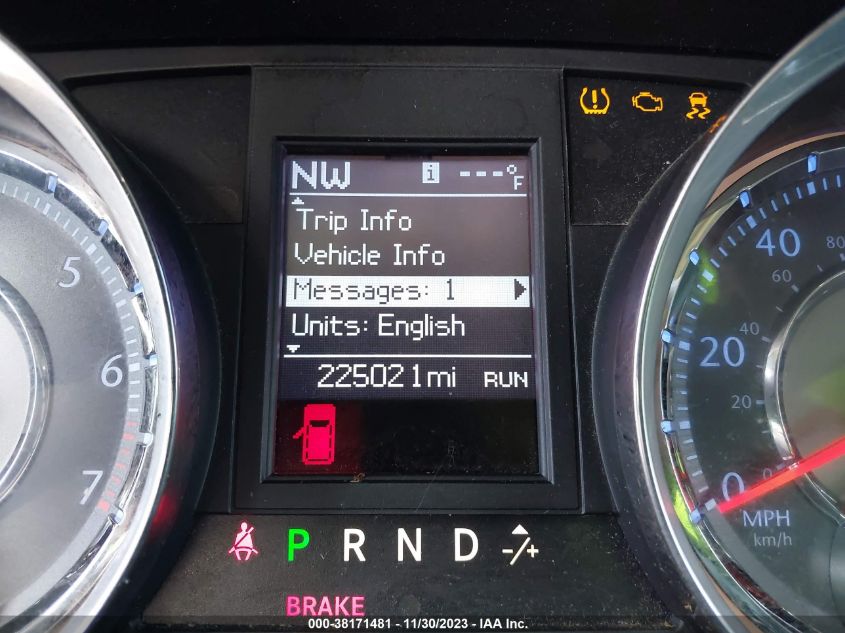 NW i ---°F
Trip Info
Vehicle Info
Messages: 1
Units: English
225021mi RUN
5
6
7
40
80
60
20
40
20
0
0
MPH
km/h
P R N D -/+
BRAKE
000-38171481 - 11/30/2023 - IAA Inc.